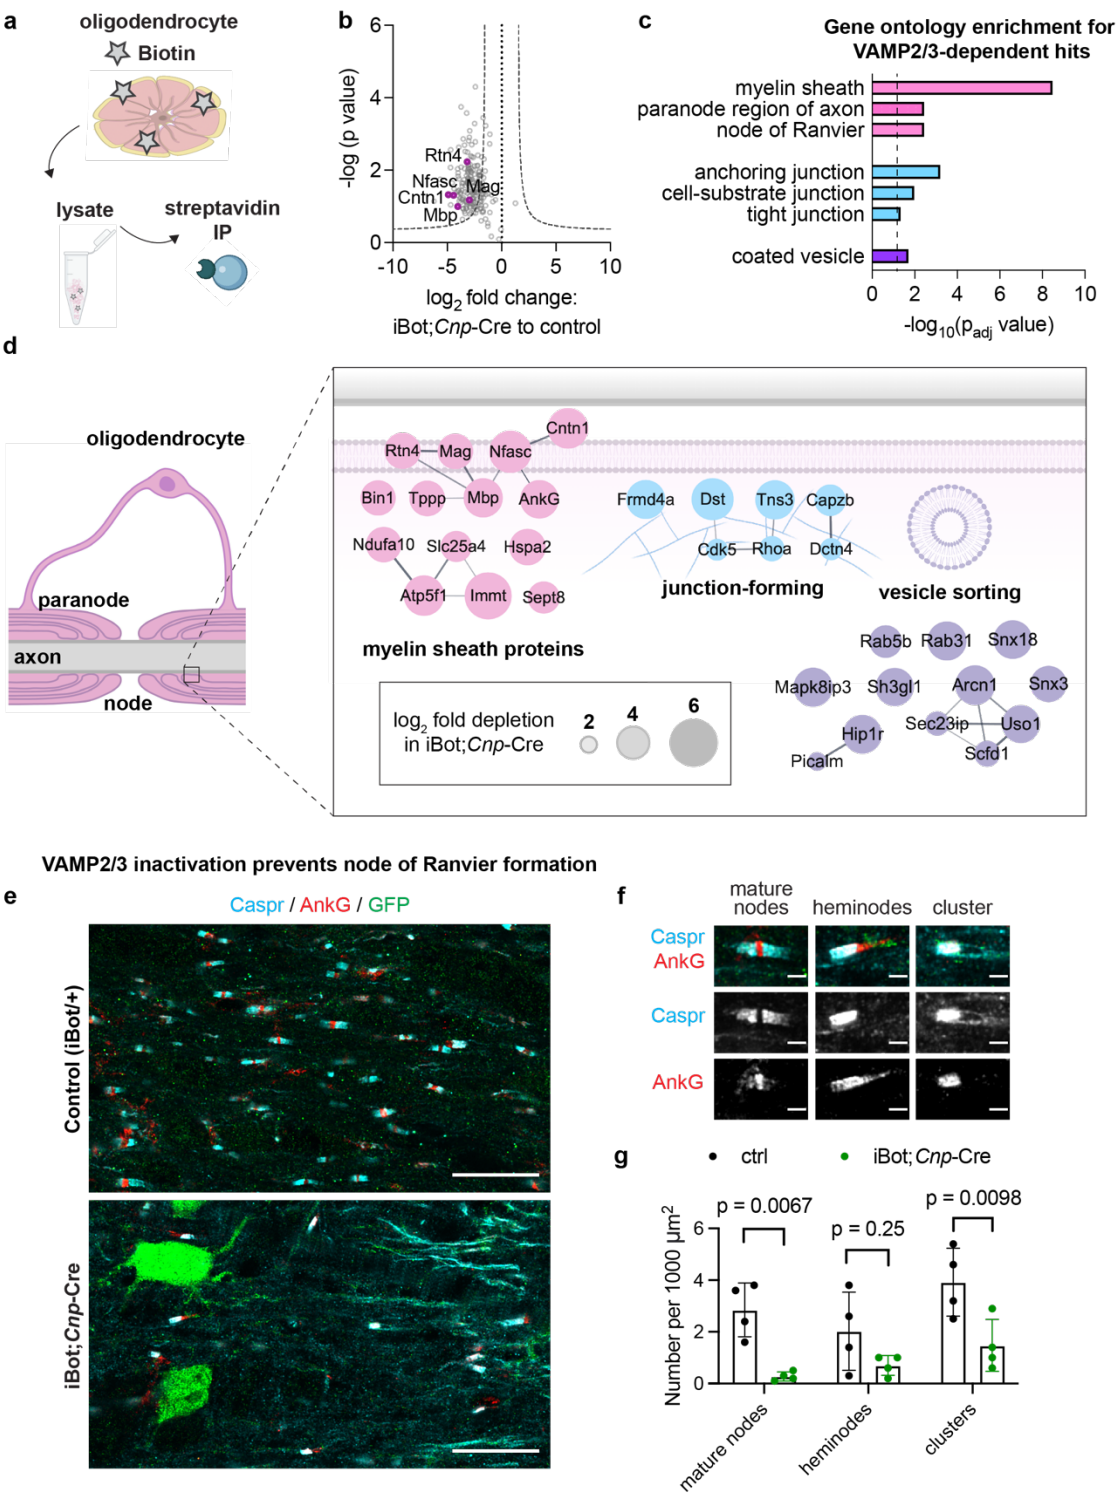 a
oligodendrocyte
Biotin
lysate
streptavidin
IP
b
-log (p value)
6
4
2
0
Rtn4
Nfasc
Mag
Cntn1
Mbp
-10
-5
0
5
10
log2 fold change:
iBot;Cnp-Cre to control
c
Gene ontology enrichment for
VAMP2/3-dependent hits
myelin sheath
paranode region of axon
node of Ranvier
anchoring junction
cell-substrate junction
tight junction
coated vesicle
0
2
4
6
8
10
-log10(padj value)
d
oligodendrocyte
paranode
axon
node
Cntn1
Rtn4
Mag
Nfasc
Bin1
Tppp
Mbp
AnkG
Ndufa10
Slc25a4
Hspa2
Atp5f1
Immt
Sept8
myelin sheath proteins
Frmd4a
Dst
Tns3
Capzb
Cdk5
Rhoa
Dctn4
junction-forming
vesicle sorting
Rab5b
Rab31
Snx18
Mapk8ip3
Sh3gl1
Arcn1
Snx3
Sec23ip
Uso1
Hip1r
Scfd1
Picalm
log2 fold depletion
in iBot;Cnp-Cre
2
4
6
VAMP2/3 inactivation prevents node of Ranvier formation
e
Caspr / AnkG / GFP
Control (iBot/+)
iBot;Cnp-Cre
f
mature
nodes
heminodes
cluster
Caspr
AnkG
Caspr
AnkG
g
ctrl
iBot;Cnp-Cre
p = 0.0067
p = 0.25
p = 0.0098
Number per 1000 µm2
6
4
2
0
mature nodes
heminodes
clusters